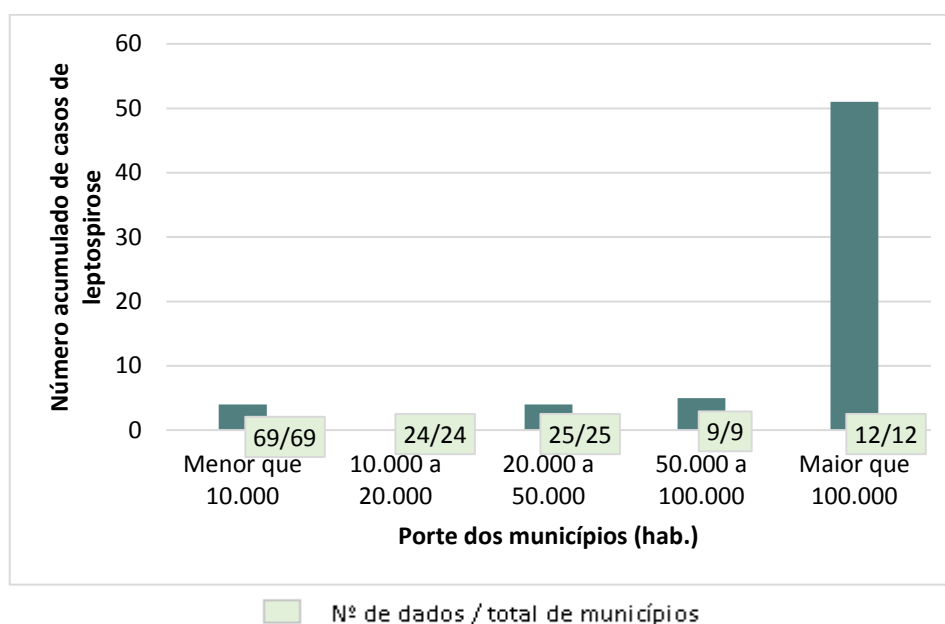 Número acumulado de casos de
leptospirose
60
50
40
30
20
10
0
69/69
24/24
25/25
9/9
12/12
Menor que
10.000
10.000 a
20.000
20.000 a
50.000
50.000 a
100.000
Maior que
100.000
Porte dos municípios (hab.)
Nº de dados / total de municípios